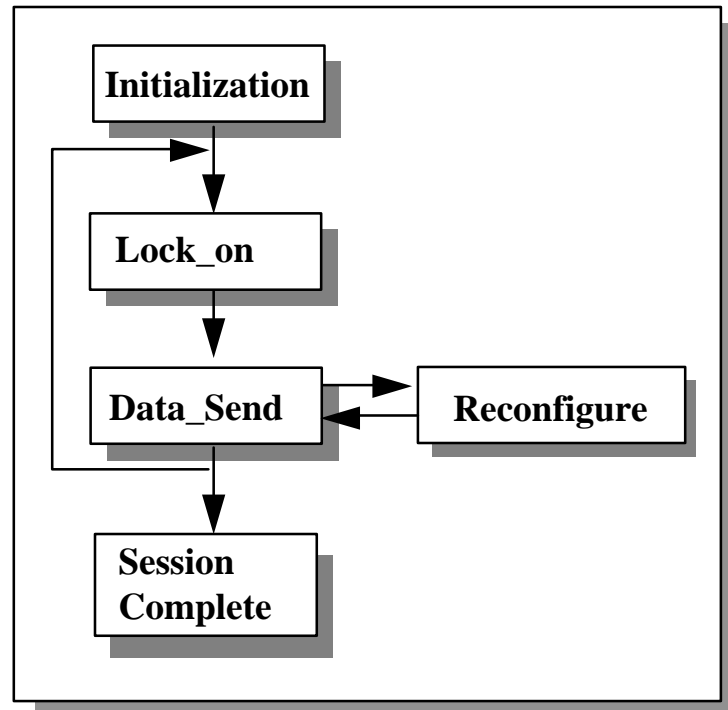 Initialization
Lock_on
Data_Send
Reconfigure
Session
Complete